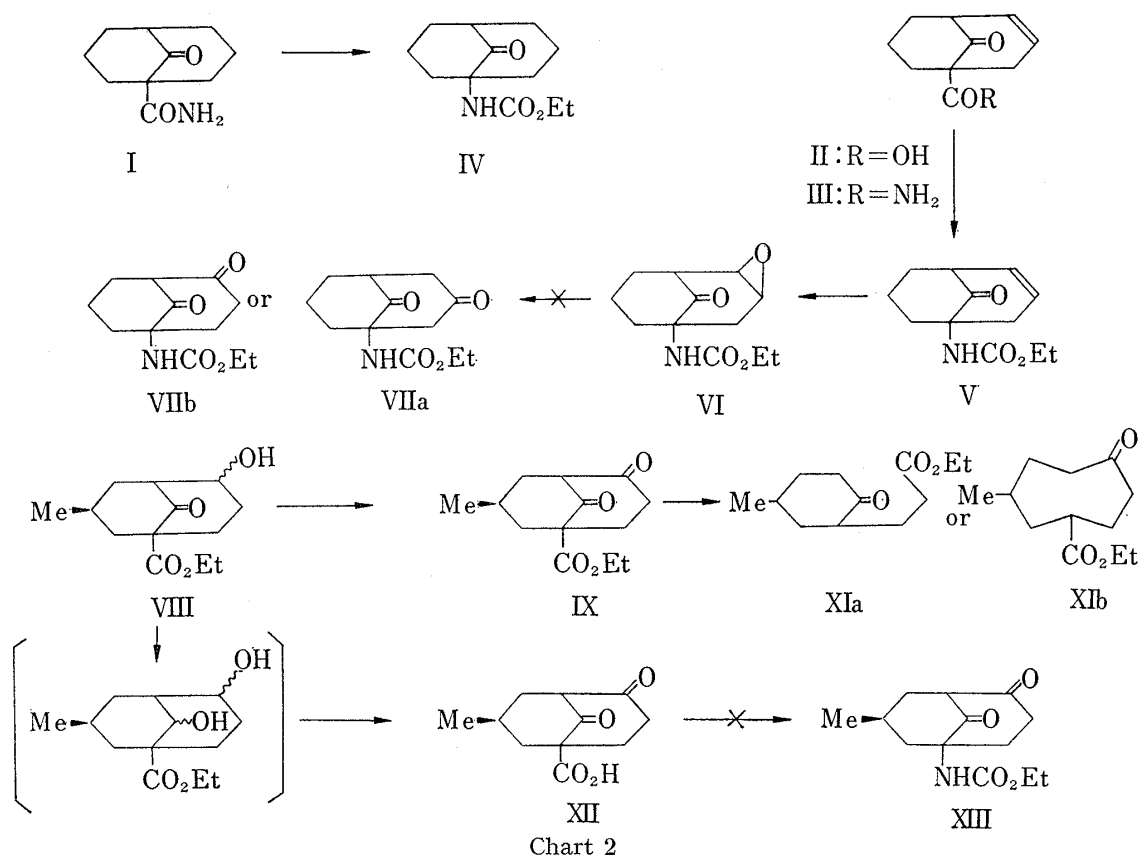 O O O
CONH₂ NHCO₂Et COR
I IV II : R=OH
III: R=NH₂
O O
O or O O O O
NHCO₂Et NHCO₂Et NHCO₂Et NHCO₂Et
VIIb VIIa VI V
OH O CO₂Et O
Me O Me O Me O or Me
CO₂Et CO₂Et CO₂Et
VIII IX XIa XIb
OH O O
Me OH Me O Me O
CO₂Et CO₂H NHCO₂Et
XII XIII
Chart 2